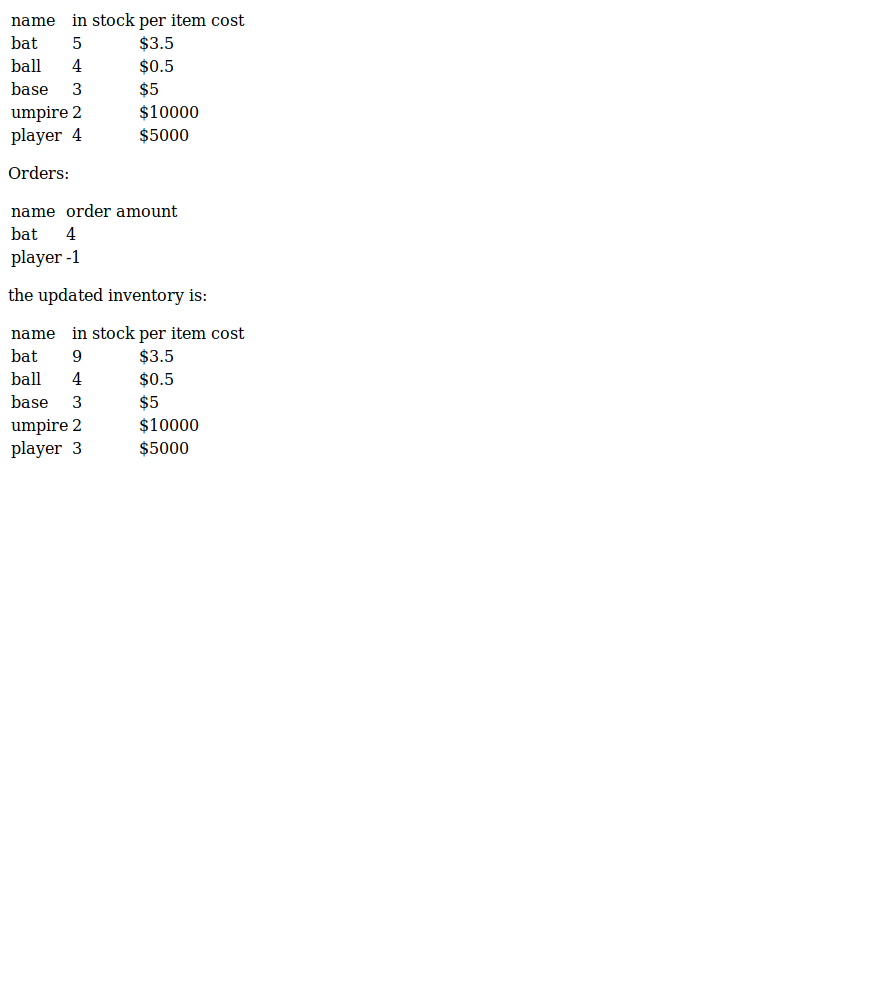 name in stock per item cost
bat 5 $3.5
ball 4 $0.5
base 3 $5
umpire 2 $10000
player 4 $5000
Orders:
name order amount
bat 4
player -1
the updated inventory is:
name in stock per item cost
bat 9 $3.5
ball 4 $0.5
base 3 $5
umpire 2 $10000
player 3 $5000